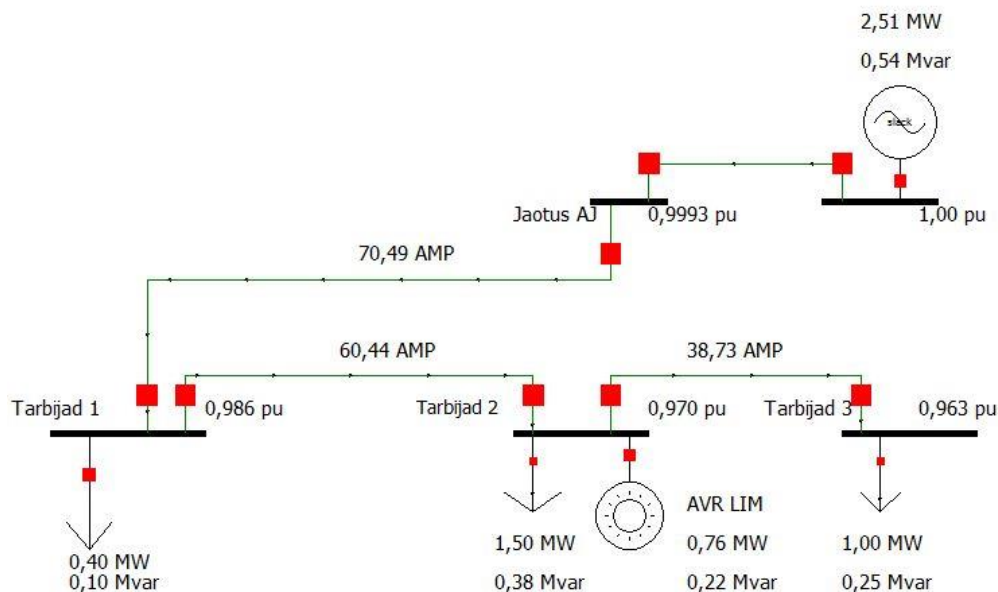 2,51 MW
0,54 Mvar
slack
Jaotus AJ
0,9993 pu
1,00 pu
70,49 AMP
60,44 AMP
38,73 AMP
Tarbijad 1
0,986 pu
Tarbijad 2
0,970 pu
Tarbijad 3
0,963 pu
AVR LIM
0,40 MW
0,10 Mvar
1,50 MW
0,38 Mvar
0,76 MW
0,22 Mvar
1,00 MW
0,25 Mvar